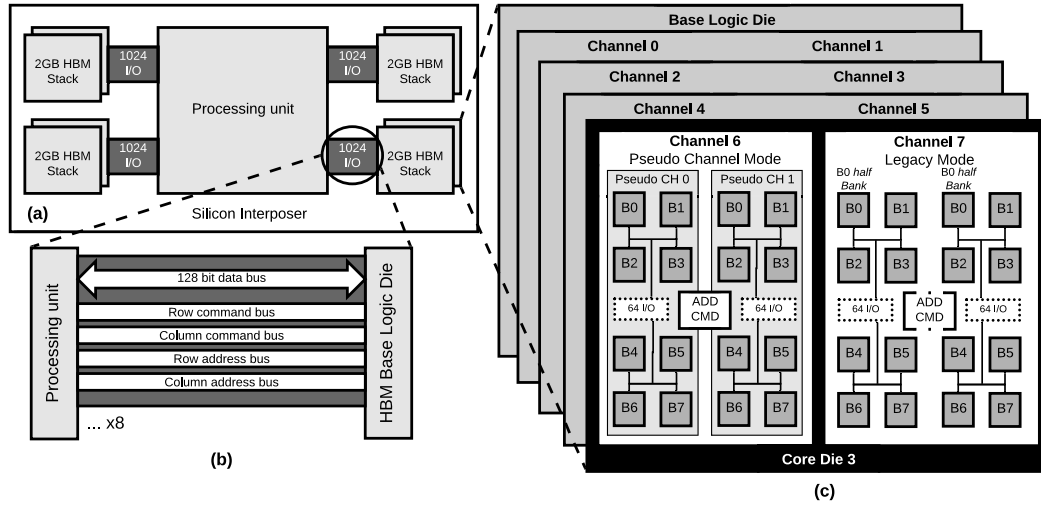 2GB HBM
Stack
1024
I/O
Processing unit
1024
I/O
2GB HBM
Stack
2GB HBM
Stack
1024
I/O
1024
I/O
2GB HBM
Stack
(a)
Silicon Interposer
Processing unit
128 bit data bus
Row command bus
Column command bus
Row address bus
Column address bus
HBM Base Logic Die
... x8
(b)
Base Logic Die
Channel 0
Channel 1
Channel 2
Channel 3
Channel 4
Channel 5
Channel 6
Pseudo Channel Mode
Pseudo CH 0
Pseudo CH 1
B0 B1 B0 B1
B2 B3 B2 B3
64 I/O
ADD
CMD
64 I/O
B4 B5 B4 B5
B6 B7 B6 B7
Channel 7
Legacy Mode
B0 half
Bank
B0 half
Bank
B0 B1 B0 B1
B2 B3 B2 B3
64 I/O
ADD
CMD
64 I/O
B4 B5 B4 B5
B6 B7 B6 B7
Core Die 3
(c)